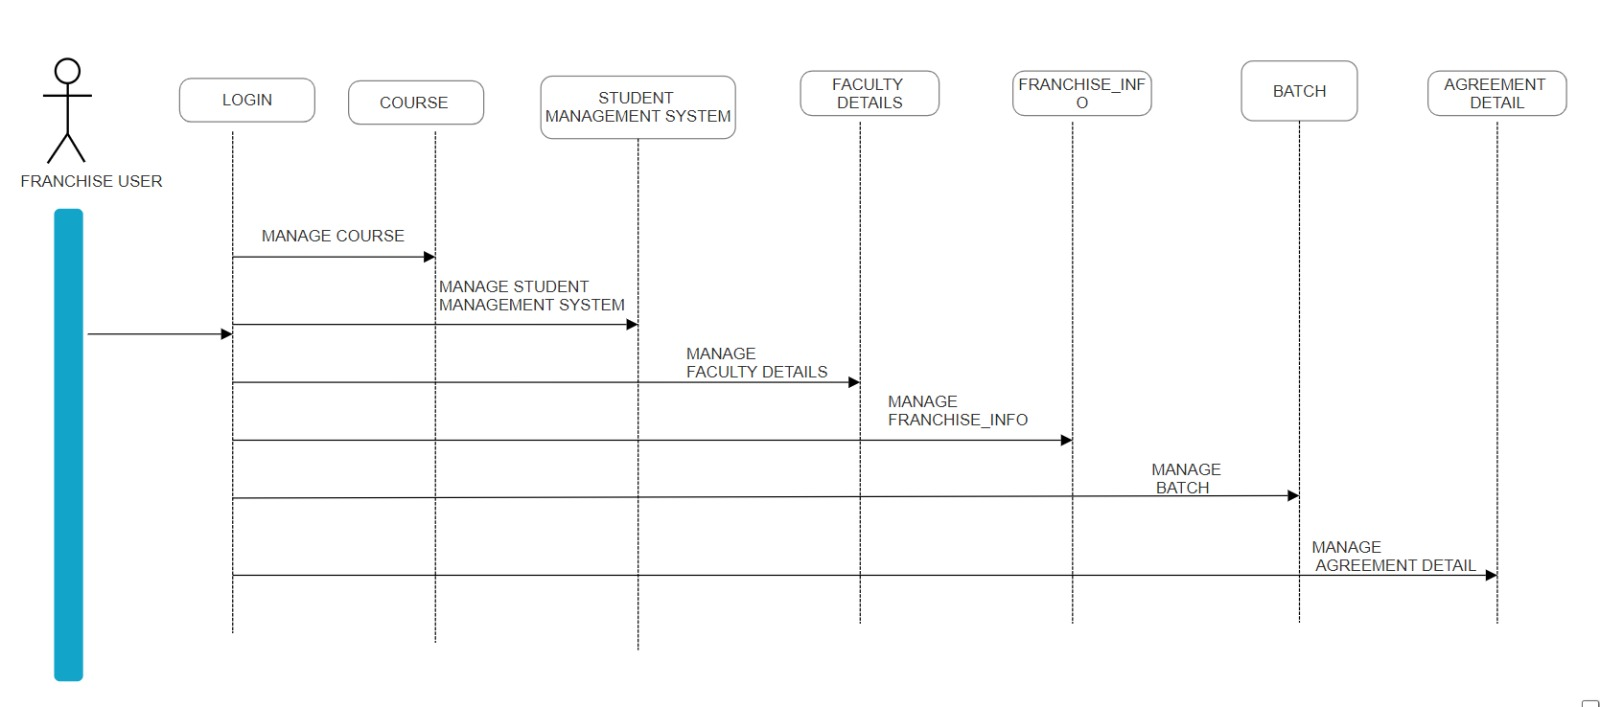 LOGIN
COURSE
STUDENT
MANAGEMENT SYSTEM
FACULTY
DETAILS
FRANCHISE_INF
O
BATCH
AGREEMENT
DETAIL
FRANCHISE USER
MANAGE COURSE
MANAGE STUDENT
MANAGEMENT SYSTEM
MANAGE
FACULTY DETAILS
MANAGE
FRANCHISE_INFO
MANAGE
BATCH
MANAGE
AGREEMENT DETAIL